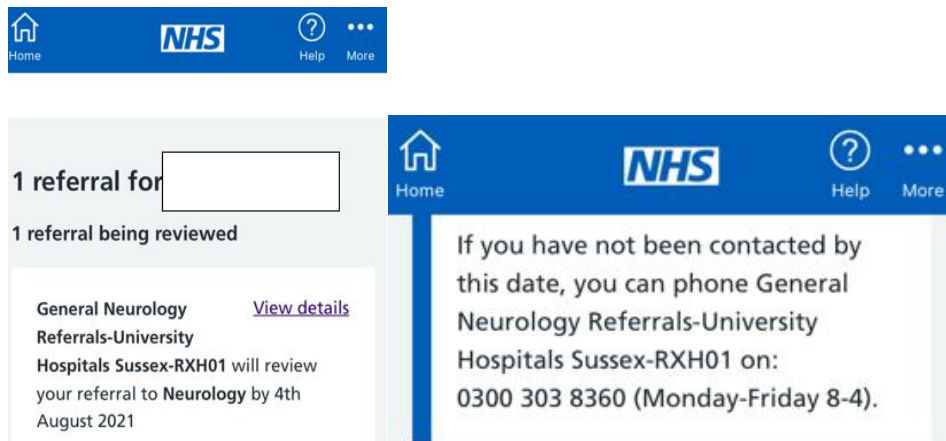 Home
NHS
Help
More
1 referral for
1 referral being reviewed
General Neurology
View details
Referrals-University
Hospitals Sussex-RXH01 will review
your referral to Neurology by 4th
August 2021
Home
NHS
Help
More
If you have not been contacted by
this date, you can phone General
Neurology Referrals-University
Hospitals Sussex-RXH01 on:
0300 303 8360 (Monday-Friday 8-4).